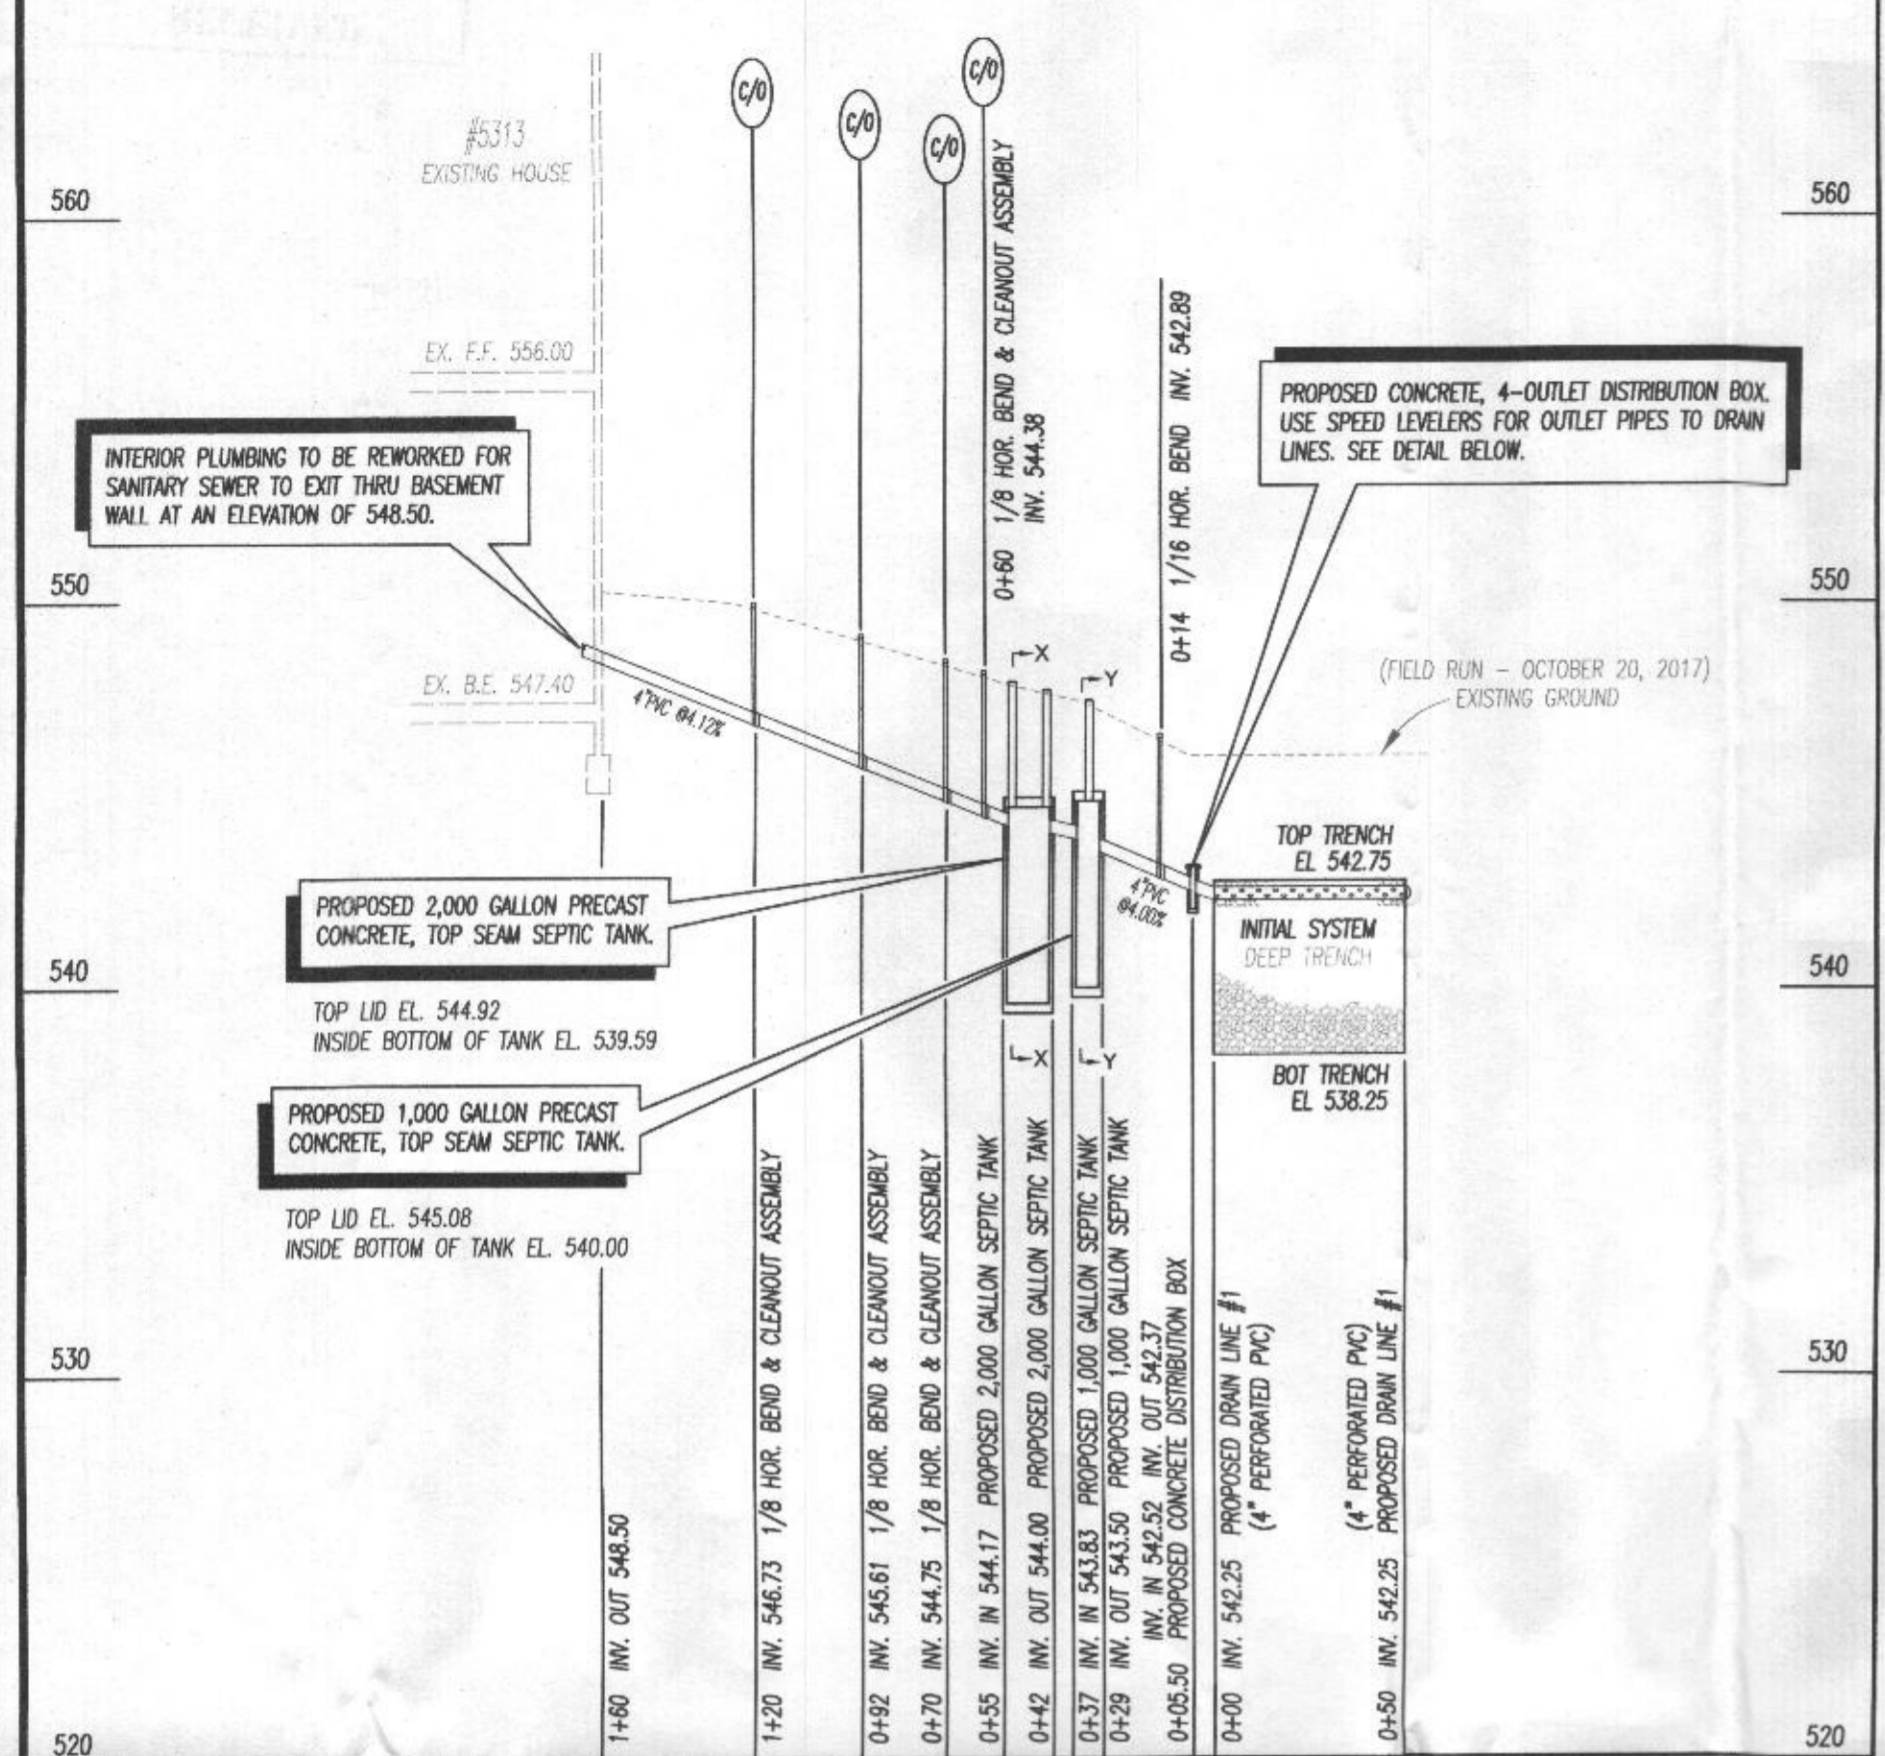 C/O
C/O
C/O
C/O
#5313
EXISTING HOUSE
560
560
0+60 1/8 HOR. BEND & CLEANOUT ASSEMBLY
INV. 544.38
0+14 1/16 HOR. BEND INV. 542.89
EX. F.F. 556.00
PROPOSED CONCRETE, 4-OUTLET DISTRIBUTION BOX.
USE SPEED LEVELERS FOR OUTLET PIPES TO DRAIN
LINES. SEE DETAIL BELOW.
INTERIOR PLUMBING TO BE REWORKED FOR
SANITARY SEWER TO EXIT THRU BASEMENT
WALL AT AN ELEVATION OF 548.50.
550
550
X
Y
(FIELD RUN - OCTOBER 20, 2017)
EXISTING GROUND
EX. B.E. 547.40
4"PVC @4.12%
TOP TRENCH
EL 542.75
4"PVC
@4.00%
INITIAL SYSTEM
DEEP TRENCH
PROPOSED 2,000 GALLON PRECAST
CONCRETE, TOP SEAM SEPTIC TANK.
540
540
TOP LID EL. 544.92
INSIDE BOTTOM OF TANK EL. 539.59
X
Y
BOT TRENCH
EL 538.25
PROPOSED 1,000 GALLON PRECAST
CONCRETE, TOP SEAM SEPTIC TANK.
TOP LID EL. 545.08
INSIDE BOTTOM OF TANK EL. 540.00
530
530
1+60 INV. OUT 548.50
1+20 INV. 546.73 1/8 HOR. BEND & CLEANOUT ASSEMBLY
0+92 INV. 545.61 1/8 HOR. BEND & CLEANOUT ASSEMBLY
0+70 INV. 544.75 1/8 HOR. BEND & CLEANOUT ASSEMBLY
0+55 INV. IN 544.17 PROPOSED 2,000 GALLON SEPTIC TANK
0+42 INV. OUT 544.00 PROPOSED 2,000 GALLON SEPTIC TANK
0+37 INV. IN 543.83 PROPOSED 1,000 GALLON SEPTIC TANK
0+29 INV. OUT 543.50 PROPOSED 1,000 GALLON SEPTIC TANK
INV. IN 542.52 INV. OUT 542.37
0+05.50 PROPOSED CONCRETE DISTRIBUTION BOX
0+00 INV. 542.25 PROPOSED DRAIN LINE #1
(4" PERFORATED PVC)
(4" PERFORATED PVC)
0+50 INV. 542.25 PROPOSED DRAIN LINE #1
520
520